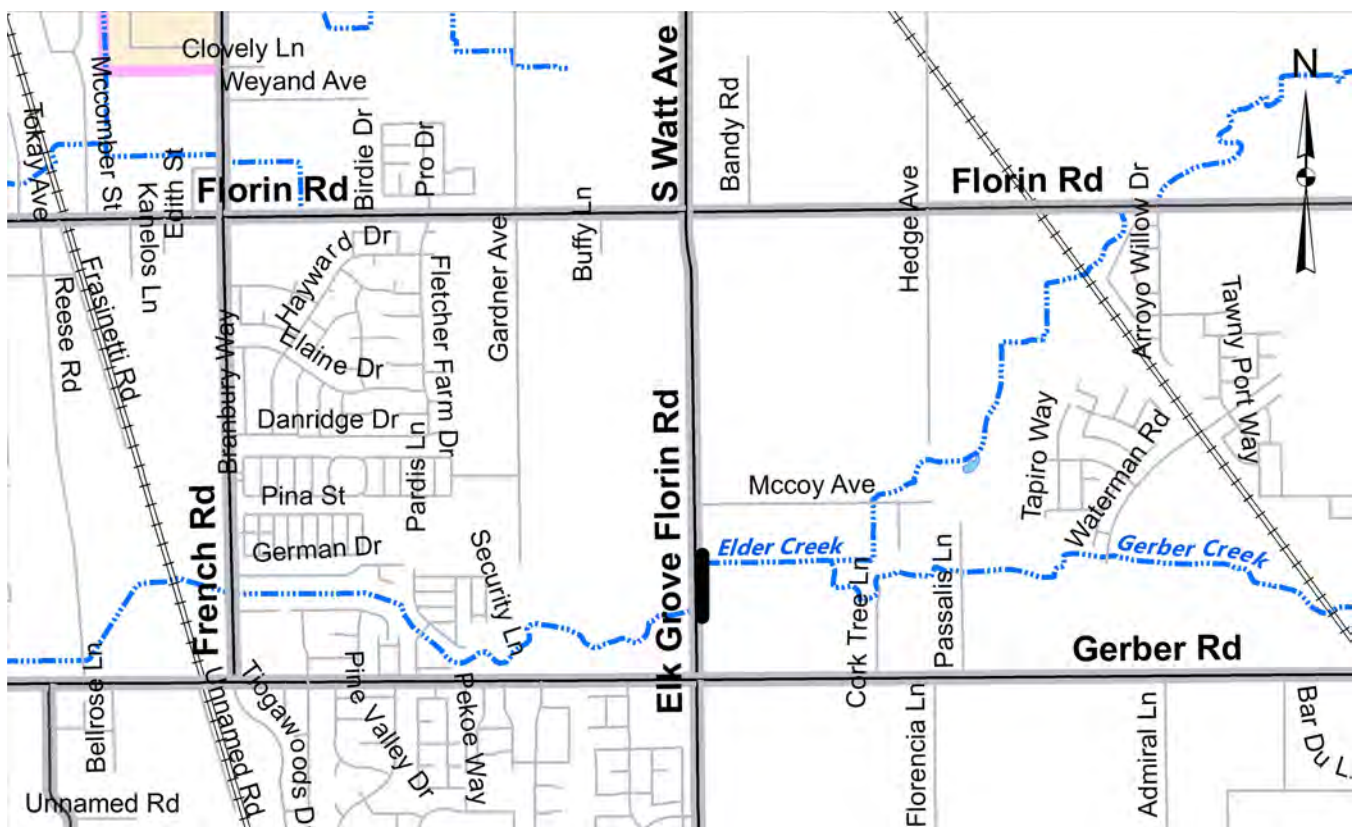 Clovely Ln
Weyand Ave
Mccomber St
Tokay Ave
Kanelos Ln
Edith St
Florin Rd
Birdie Dr
Pro Dr
S Watt Ave
Bandy Rd
Hedge Ave
Florin Rd
Arroyo Willow Dr
N
Reese Rd
Frasinetti Rd
Branbury Way
Hayward Dr
Elaine Dr
Danridge Dr
Fletcher Farm Dr
Gardner Ave
Buffy Ln
Pardis Ln
Pina St
German Dr
French Rd
Security Ln
Elk Grove Florin Rd
Mccoy Ave
Elder Creek
Cork Tree Ln
Passalis Ln
Tapiro Way
Waterman Rd
Tawny Port Way
Gerber Creek
Gerber Rd
Bellrose Ln
Unnamed Rd
Unnamed Rd
Tiogawoods D
Pine Valley Dr
Pekoe Way
Florencia Ln
Admiral Ln
Bar Du L